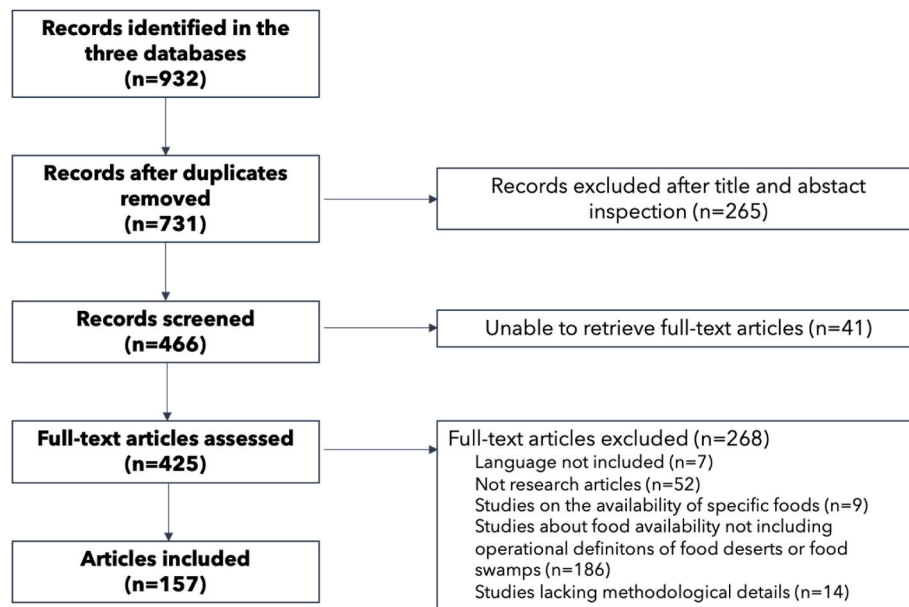 Records identified in the
three databases
(n=932)
Records after duplicates
removed
(n=731)
Records excluded after title and abstact
inspection (n=265)
Records screened
(n=466)
Unable to retrieve full-text articles (n=41)
Full-text articles assessed
(n=425)
Full-text articles excluded (n=268)
Language not included (n=7)
Not research articles (n=52)
Studies on the availability of specific foods (n=9)
Studies about food availability not including
operational definitons of food deserts or food
swamps (n=186)
Studies lacking methodological details (n=14)
Articles included
(n=157)